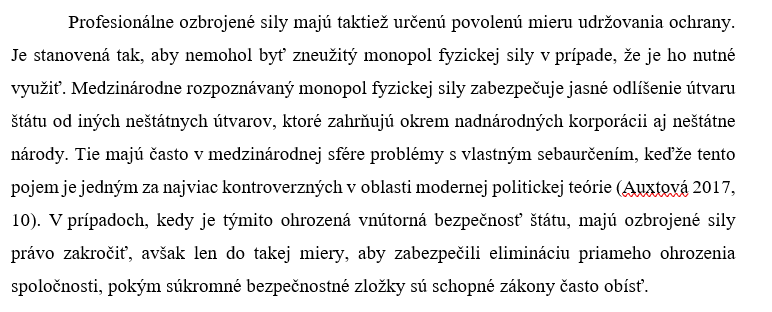 Profesionálne ozbrojené sily majú taktiež určenú povolenú mieru udržovania ochrany.
Je stanovená tak, aby nemohol byť zneužitý monopol fyzickej sily v prípade, že je ho nutné
využiť. Medzinárodne rozpoznávaný monopol fyzickej sily zabezpečuje jasné odlíšenie útvaru
štátu od iných neštátnych útvarov, ktoré zahrňujú okrem nadnárodných korporácii aj neštátne
národy. Tie majú často v medzinárodnej sfére problémy s vlastným sebaurčením, keďže tento
pojem je jedným za najviac kontroverzných v oblasti modernej politickej teórie (Auxtová 2017,
10). V prípadoch, kedy je týmito ohrozená vnútorná bezpečnosť štátu, majú ozbrojené sily
právo zakročiť, avšak len do takej miery, aby zabezpečili elimináciu priameho ohrozenia
spoločnosti, pokým súkromné bezpečnostné zložky sú schopné zákony často obísť.